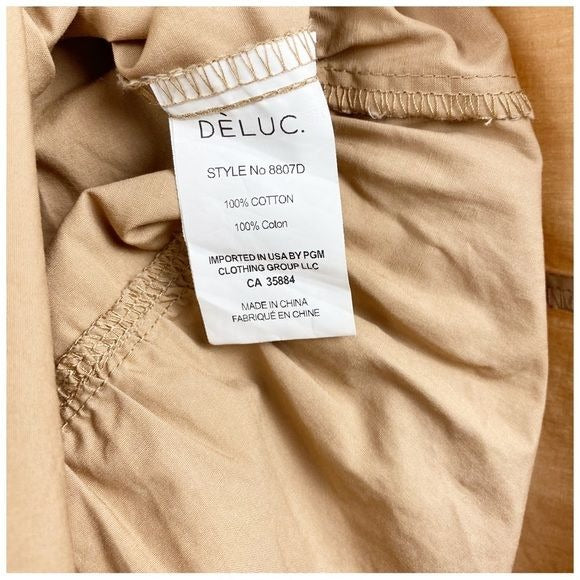 DÈLUC.
STYLE No 8807D
100% COTTON
100% Coton
IMPORTED IN USA BY PGM
CLOTHING GROUP LLC
CA 35884
MADE IN CHINA
FABRIQUÉ EN CHINE